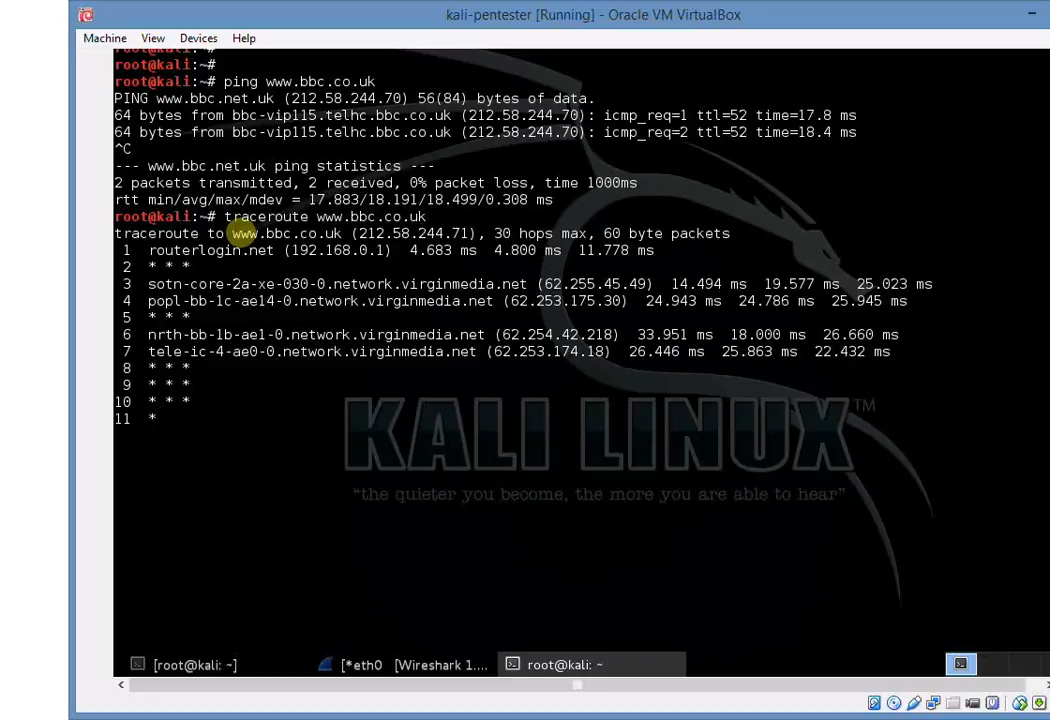 kali-pentester [Running] - Oracle VM VirtualBox
Machine View Devices Help
root@kali:~#
root@kali:~#
root@kali:~# ping www.bbc.co.uk
PING www.bbc.net.uk (212.58.244.70) 56(84) bytes of data.
64 bytes from bbc-vip115.telhc.bbc.co.uk (212.58.244.70): icmp_req=1 ttl=52 time=17.8 ms
64 bytes from bbc-vip115.telhc.bbc.co.uk (212.58.244.70): icmp_req=2 ttl=52 time=18.4 ms
^C
--- www.bbc.net.uk ping statistics ---
2 packets transmitted, 2 received, 0% packet loss, time 1000ms
rtt min/avg/max/mdev = 17.883/18.191/18.499/0.308 ms
root@kali:~# traceroute www.bbc.co.uk
traceroute to www.bbc.co.uk (212.58.244.71), 30 hops max, 60 byte packets
1 routerlogin.net (192.168.0.1) 4.683 ms 4.800 ms 11.778 ms
2 * * *
3 sotn-core-2a-xe-030-0.network.virginmedia.net (62.255.45.49) 14.494 ms 19.577 ms 25.023 ms
4 popl-bb-1c-ae14-0.network.virginmedia.net (62.253.175.30) 24.943 ms 24.786 ms 25.945 ms
5 * * *
6 nrth-bb-1b-ae1-0.network.virginmedia.net (62.254.42.218) 33.951 ms 18.000 ms 26.660 ms
7 tele-ic-4-ae0-0.network.virginmedia.net (62.253.174.18) 26.446 ms 25.863 ms 22.432 ms
8 * * *
9 * * *
10 * * *
11 *
KALI LINUX ™
"the quieter you become, the more you are able to hear"
[root@kali: ~] [*eth0 [Wireshark 1.... root@kali: ~